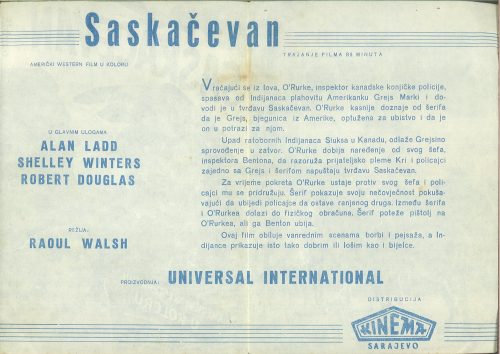 Saskačevan
TRAJANJE FILMA 85 MINUTA
AMERIČKI WESTERN FILM U KOLORU
U GLAVNIM ULOGAMA
ALAN LADD
SHELLEY WINTERS
ROBERT DOUGLAS
REŽIJA:
RAOUL WALSH
Vraćajući se iz lova, O'Rurke, inspektor kanadske konjičke policije,
spasava od Indijanaca plahovitu Amerikanku Grejs Marki i do-
vodi je u tvrđavu Saskačevan. O'Rurke kasnije doznaje od šerifa
da je Grejs, bjegunica iz Amerike, optužena za ubistvo i da je
on u potrazi za njom.
Upad ratobornih Indijanaca Siuksa u Kanadu, odlaže Grejsino
sprovođenje u zatvor. O'Rurke dobija naređenje od svog šefa,
inspektora Bentona, da razoruža prijateljsko pleme Kri i policajci
zajedno sa Grejs i šerifom napuštaju tvrđavu Saskačevan.
Za vrijeme pokreta O'Rurke ustaje protiv svog šefa i poli-
cajci mu se pridružuju. Šerif pokazuje svoju nečovječnost pokuša-
vajući da ubijedi policajce da ostave ranjenog druga. Između šerifa
i O'Rurkea dolazi do fizičkog obračuna. Šerif poteže pištolj na
O'Rurkea, ali ga Benton ubija.
Ovaj film obiluje vanrednim scenama borbi i pejsaža, a In-
dijance prikazuje isto tako dobrim ili lošim kao i bijelce.
PROIZVODNJA: UNIVERSAL INTERNATIONAL
DISTRIBUCIJA
KINEMA
SARAJEVO